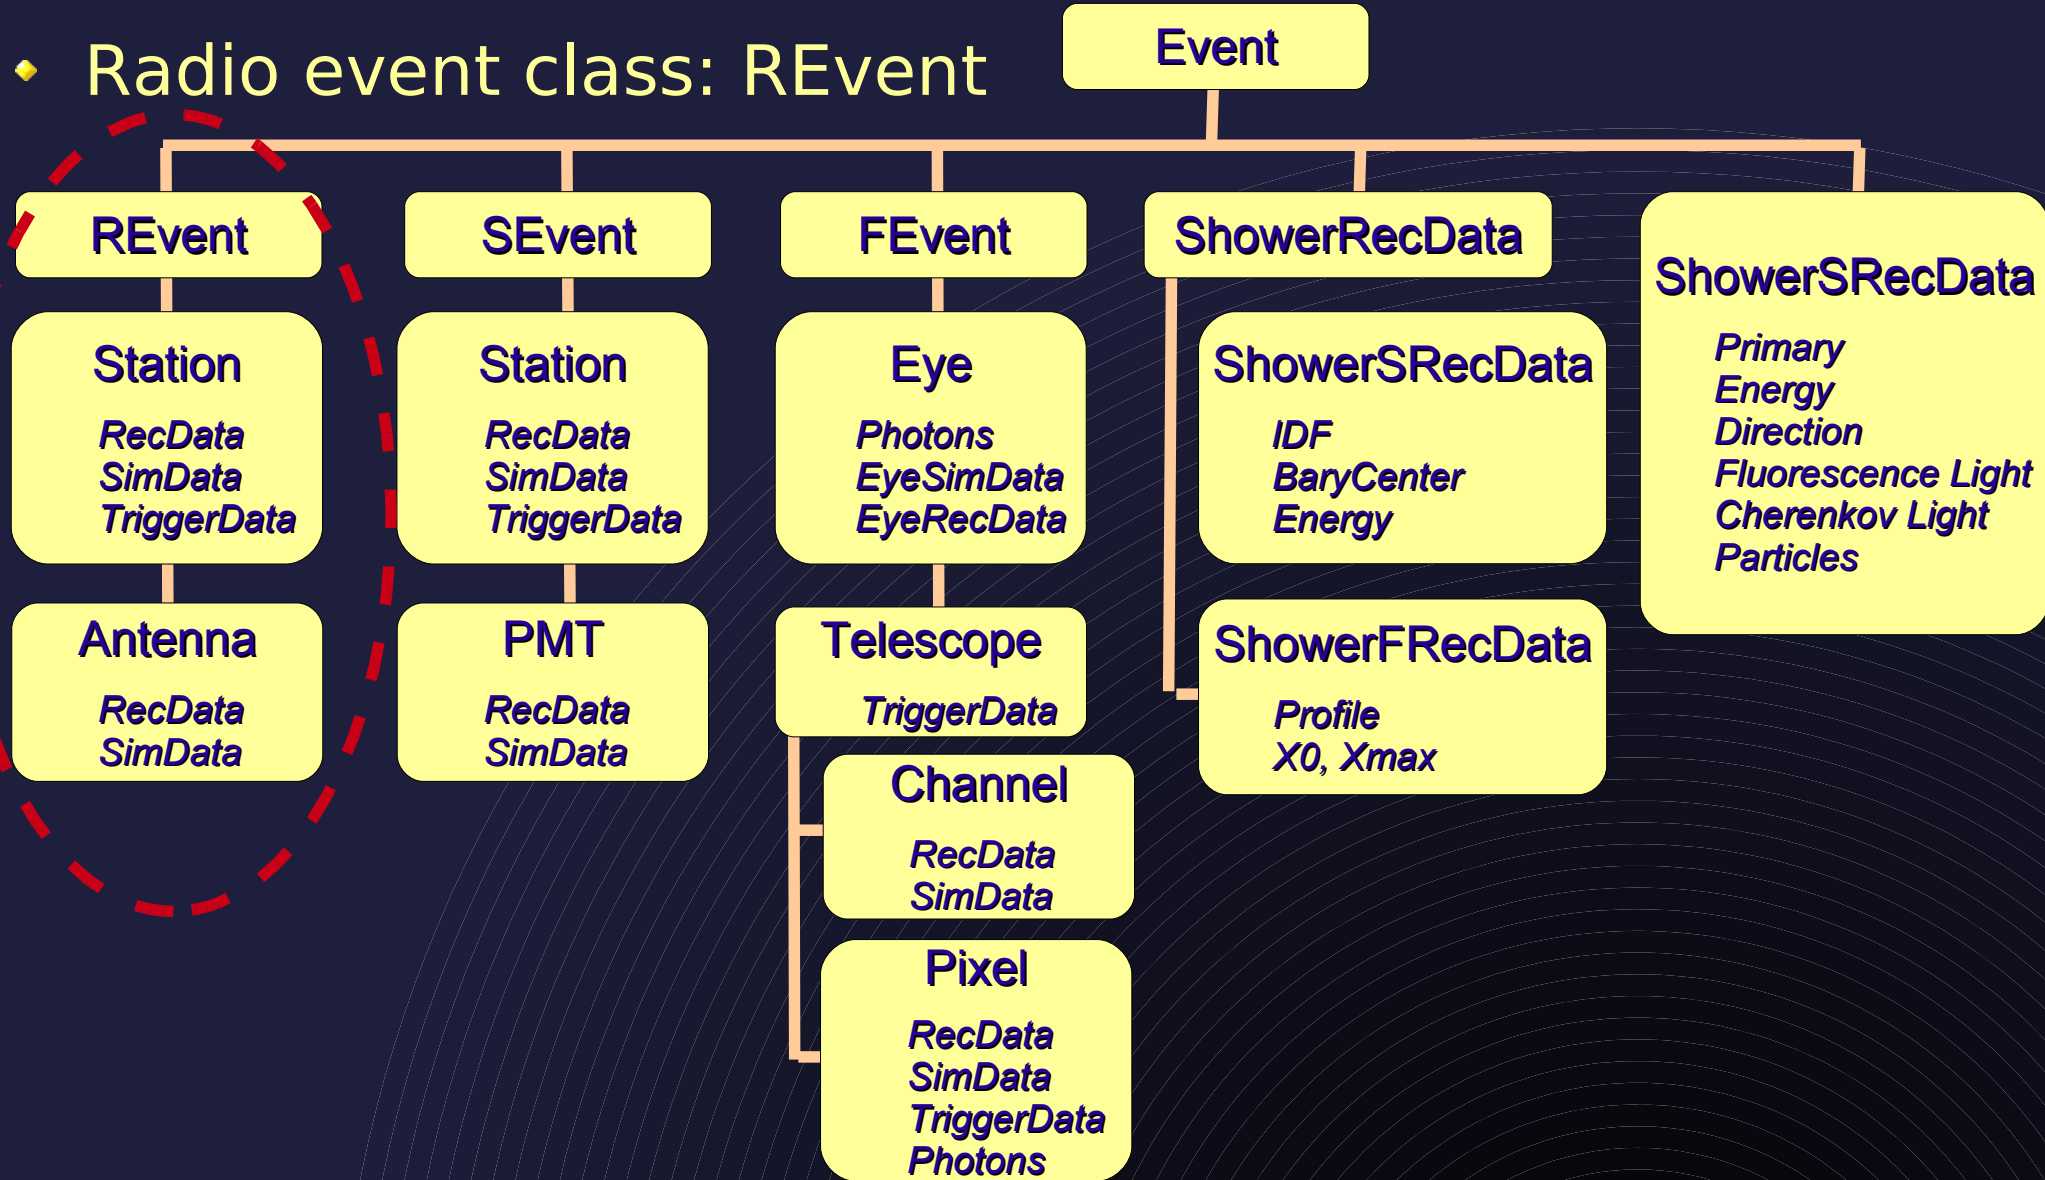 Radio event class: REvent
Event
REvent
Station
RecData
SimData
TriggerData
Antenna
RecData
SimData
SEvent
Station
RecData
SimData
TriggerData
PMT
RecData
SimData
FEvent
Eye
Photons
EyeSimData
EyeRecData
Telescope
TriggerData
Channel
RecData
SimData
Pixel
RecData
SimData
TriggerData
Photons
ShowerRecData
ShowerSRecData
IDF
BaryCenter
Energy
ShowerFRecData
Profile
X0, Xmax
ShowerSRecData
Primary
Energy
Direction
Fluorescence Light
Cherenkov Light
Particles